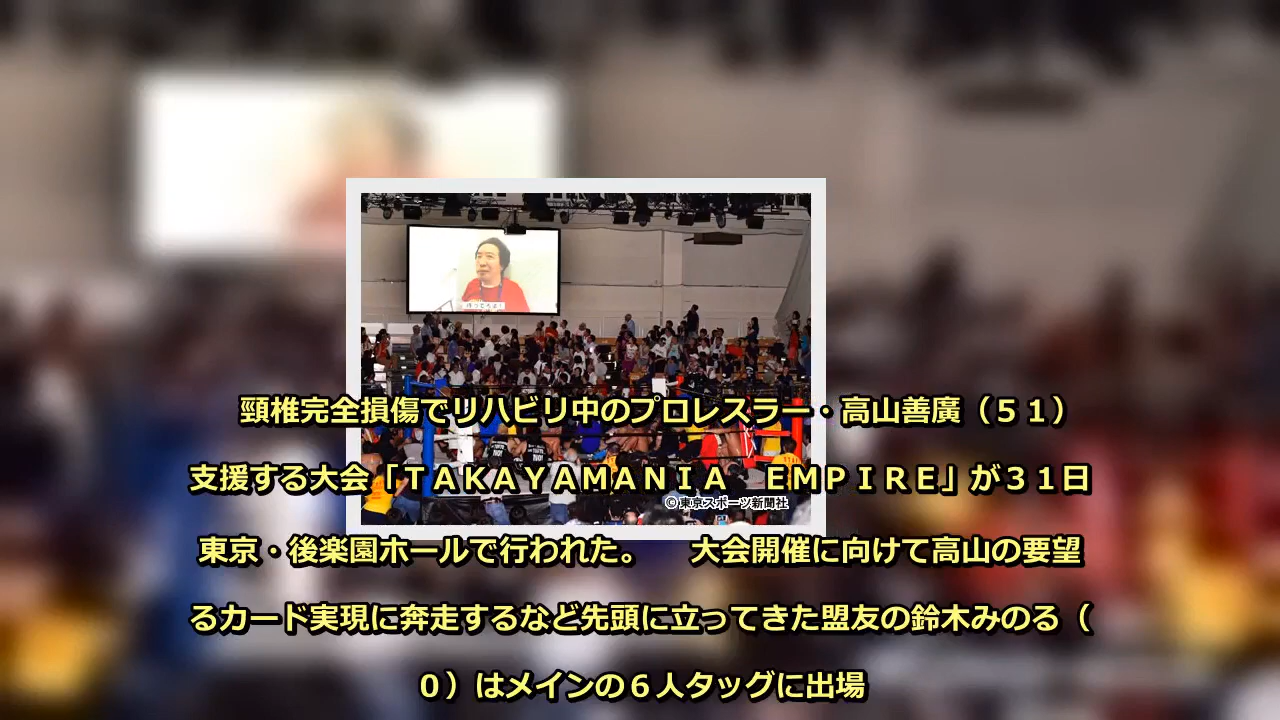 待ってろよ！
頸椎完全損傷でリハビリ中のプロレスラー・高山善廣（５１）
支援する大会「ＴＡＫＡＹＡＭＡＮＩＡ　ＥＭＰＩＲＥ」が３１日
©東京スポーツ新聞社
東京・後楽園ホールで行われた。　　大会開催に向けて高山の要望
るカード実現に奔走するなど先頭に立ってきた盟友の鈴木みのる（
０）はメインの６人タッグに出場